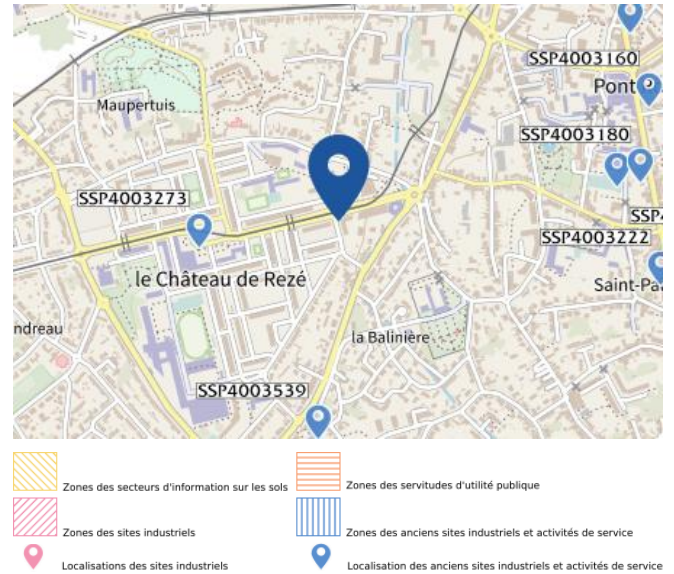 SSP4003160
Pont
Maupertuis
SSP4003180
SSP4003273
SSP4
SSP4003222
le Château de Rezé
Saint-Pa
ndreau
la Balinière
SSP4003539
Zones des secteurs d'information sur les sols
Zones des servitudes d'utilité publique
Zones des sites industriels
Zones des anciens sites industriels et activités de service
Localisations des sites industriels
Localisation des anciens sites industriels et activités de service